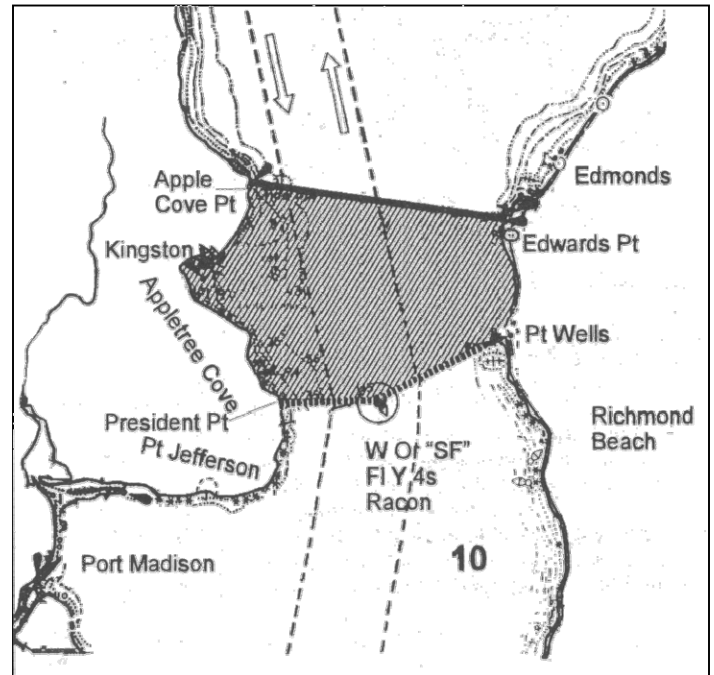 Apple
Cove Pt
Edmonds
Kingston
Edwards Pt
Appletree Cove
Pt Wells
President Pt
Pt Jefferson
Richmond
Beach
W Or "SF"
Fl Y 4s
Racon
Port Madison
10